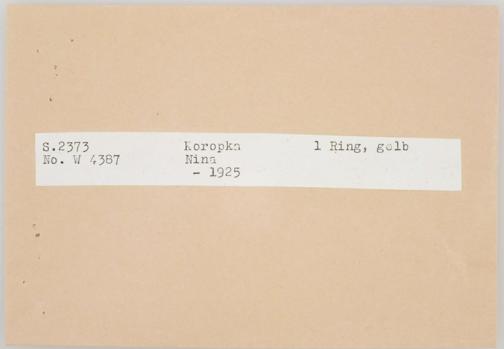 S.2373 Koropka 1 Ring, gelb
No. W 4387 Nina
- 1925